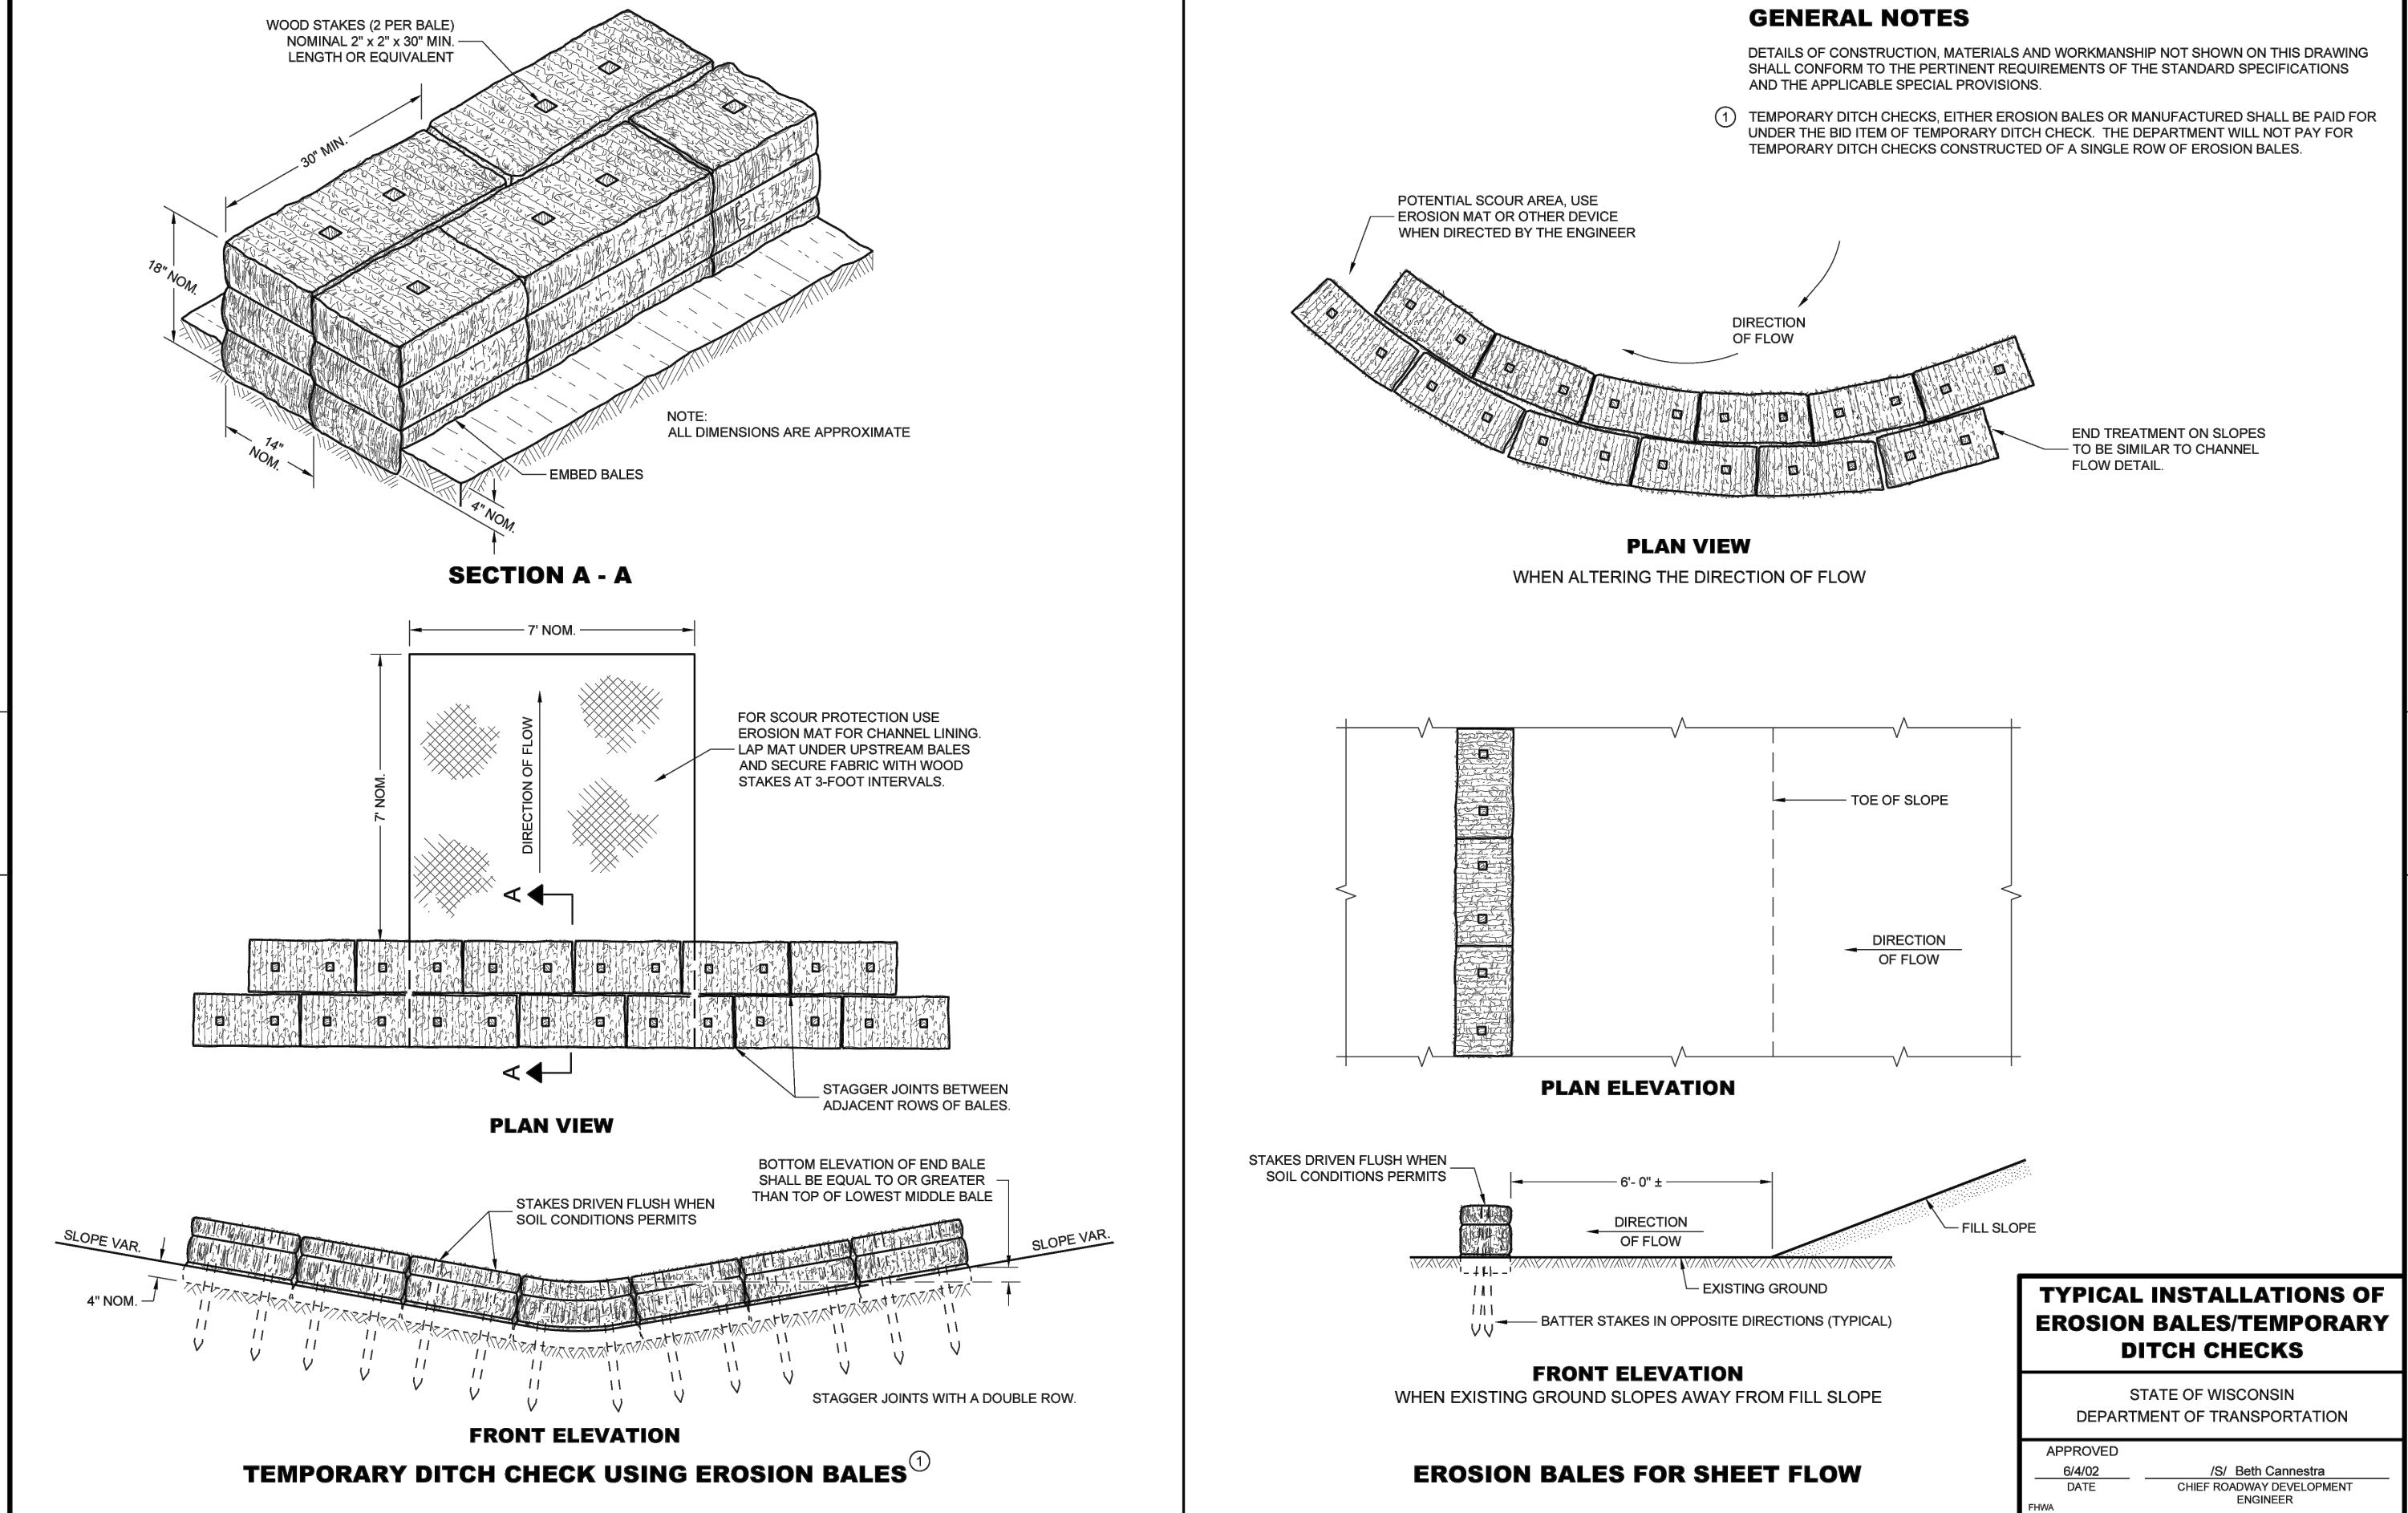 WOOD STAKES (2 PER BALE)
NOMINAL 2" x 2" x 30" MIN.
LENGTH OR EQUIVALENT
30" MIN.
18" NOM.
14"
NOM.
NOTE:
ALL DIMENSIONS ARE APPROXIMATE
EMBED BALES
4" NOM.
SECTION A - A
7' NOM.
7' NOM.
DIRECTION OF FLOW
FOR SCOUR PROTECTION USE
EROSION MAT FOR CHANNEL LINING.
LAP MAT UNDER UPSTREAM BALES
AND SECURE FABRIC WITH WOOD
STAKES AT 3-FOOT INTERVALS.
A
A
STAGGER JOINTS BETWEEN
ADJACENT ROWS OF BALES.
PLAN VIEW
BOTTOM ELEVATION OF END BALE
SHALL BE EQUAL TO OR GREATER
THAN TOP OF LOWEST MIDDLE BALE
STAKES DRIVEN FLUSH WHEN
SOIL CONDITIONS PERMITS
SLOPE VAR.
SLOPE VAR.
4" NOM.
STAGGER JOINTS WITH A DOUBLE ROW.
FRONT ELEVATION
TEMPORARY DITCH CHECK USING EROSION BALES 1
GENERAL NOTES
DETAILS OF CONSTRUCTION, MATERIALS AND WORKMANSHIP NOT SHOWN ON THIS DRAWING
SHALL CONFORM TO THE PERTINENT REQUIREMENTS OF THE STANDARD SPECIFICATIONS
AND THE APPLICABLE SPECIAL PROVISIONS.
1 TEMPORARY DITCH CHECKS, EITHER EROSION BALES OR MANUFACTURED SHALL BE PAID FOR
UNDER THE BID ITEM OF TEMPORARY DITCH CHECK. THE DEPARTMENT WILL NOT PAY FOR
TEMPORARY DITCH CHECKS CONSTRUCTED OF A SINGLE ROW OF EROSION BALES.
POTENTIAL SCOUR AREA, USE
EROSION MAT OR OTHER DEVICE
WHEN DIRECTED BY THE ENGINEER
DIRECTION
OF FLOW
END TREATMENT ON SLOPES
TO BE SIMILAR TO CHANNEL
FLOW DETAIL.
PLAN VIEW
WHEN ALTERING THE DIRECTION OF FLOW
TOE OF SLOPE
DIRECTION
OF FLOW
PLAN ELEVATION
STAKES DRIVEN FLUSH WHEN
SOIL CONDITIONS PERMITS
6'- 0" ±
DIRECTION
OF FLOW
FILL SLOPE
EXISTING GROUND
BATTER STAKES IN OPPOSITE DIRECTIONS (TYPICAL)
FRONT ELEVATION
WHEN EXISTING GROUND SLOPES AWAY FROM FILL SLOPE
EROSION BALES FOR SHEET FLOW
TYPICAL INSTALLATIONS OF
EROSION BALES/TEMPORARY
DITCH CHECKS
STATE OF WISCONSIN
DEPARTMENT OF TRANSPORTATION
APPROVED
6/4/02 /S/ Beth Cannestra
DATE CHIEF ROADWAY DEVELOPMENT
ENGINEER
FHWA